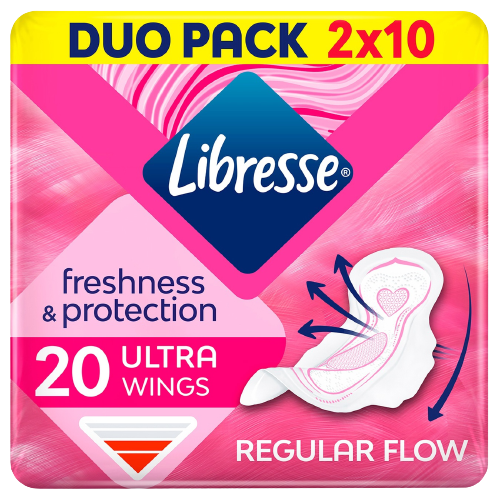 DUO PACK 2x10
Libresse®
freshness
& protection
20 ULTRA
WINGS
REGULAR FLOW